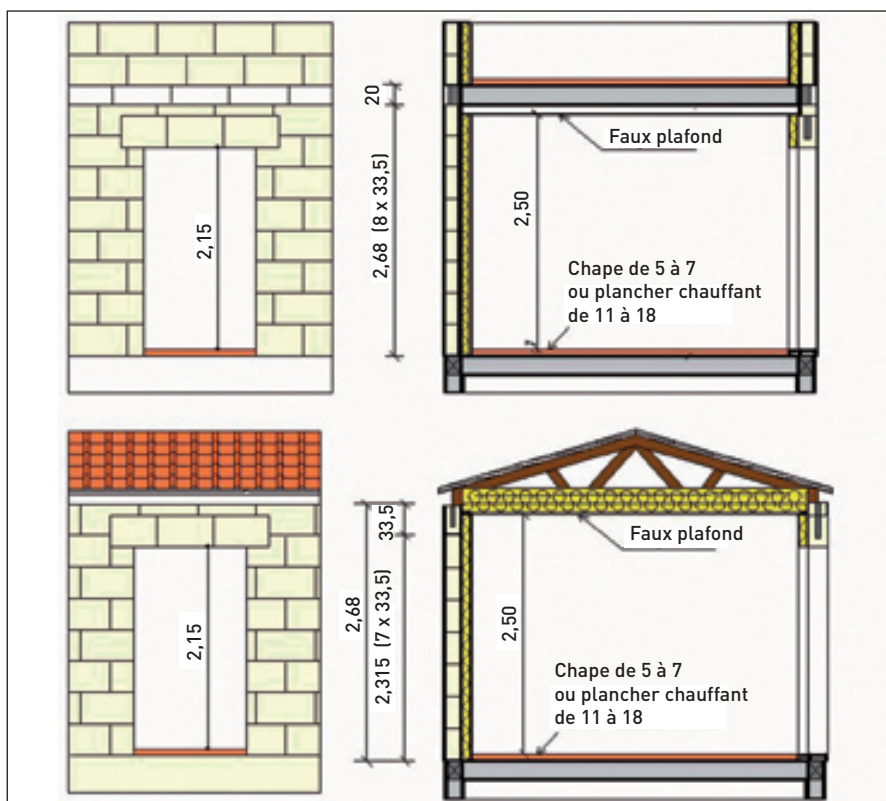 2,15
20
2,68 (8 x 33,5)
Faux plafond
2,50
Chape de 5 à 7
ou plancher chauffant
de 11 à 18
2,15
2,68
33,5
2,315 (7 x 33,5)
Faux plafond
2,50
Chape de 5 à 7
ou plancher chauffant
de 11 à 18